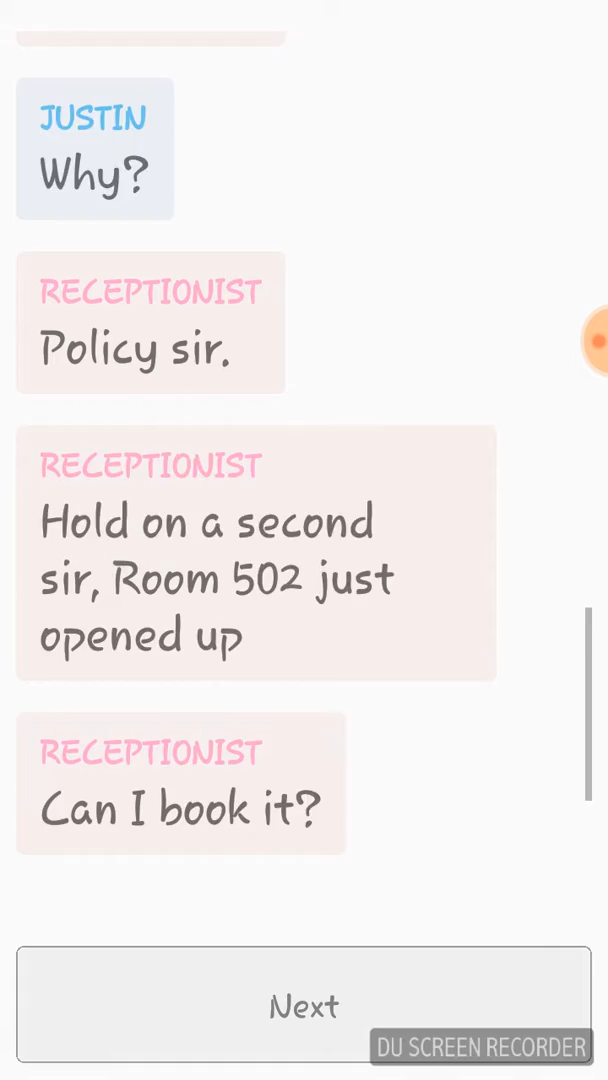 JUSTIN
Why?
RECEPTIONIST
Policy sir.
RECEPTIONIST
Hold on a second
sir, Room 502 just
opened up
RECEPTIONIST
Can I book it?
Next
DU SCREEN RECORDER